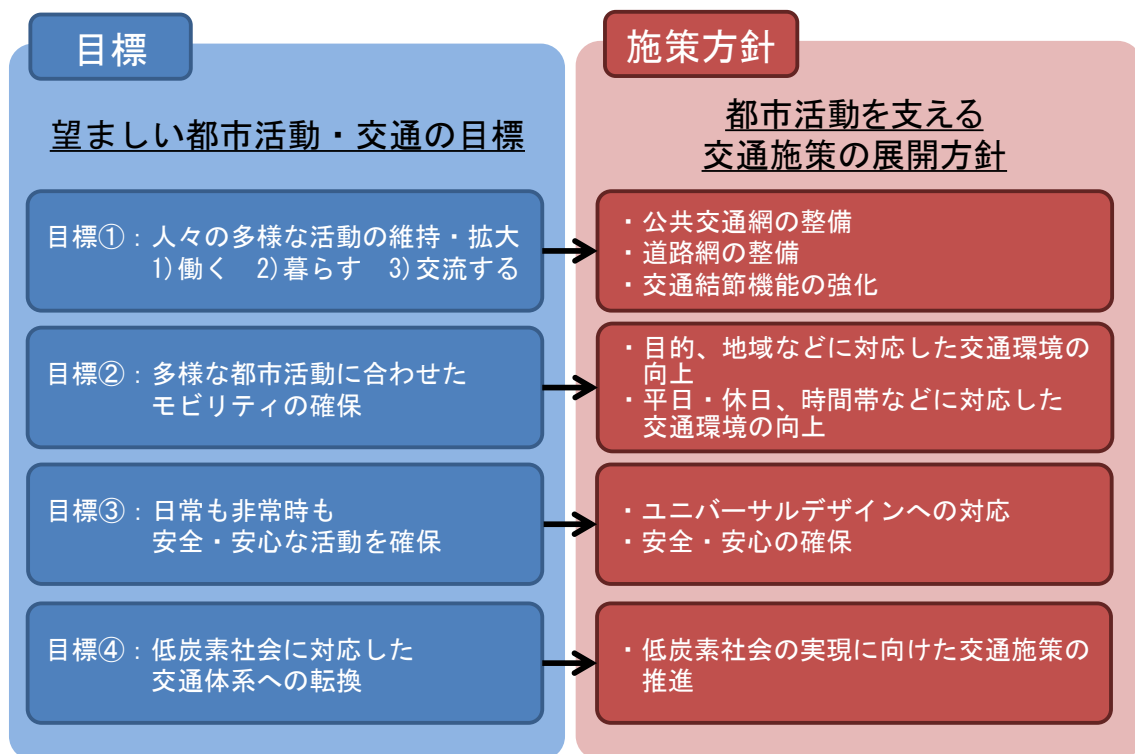 目標
望ましい都市活動・交通の目標
目標①：人々の多様な活動の維持・拡大
1)働く 2)暮らす 3)交流する
目標②：多様な都市活動に合わせた
モビリティの確保
目標③：日常も非常時も
安全・安心な活動を確保
目標④：低炭素社会に対応した
交通体系への転換
施策方針
都市活動を支える
交通施策の展開方針
・公共交通網の整備
・道路網の整備
・交通結節機能の強化
・目的、地域などに対応した交通環境の
向上
・平日・休日、時間帯などに対応した
交通環境の向上
・ユニバーサルデザインへの対応
・安全・安心の確保
・低炭素社会の実現に向けた交通施策の
推進